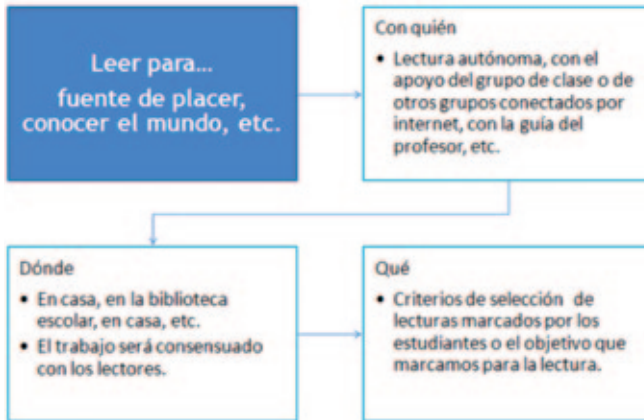 Leer para...
fuente de placer,
conocer el mundo, etc.
Con quién
• Lectura autónoma, con el
apoyo del grupo de clase o de
otros grupos conectados por
internet, con la guía del
profesor, etc.
Dónde
• En casa, en la biblioteca
escolar, en casa, etc.
• El trabajo será consensuado
con los lectores.
Qué
• Criterios de selección de
lecturas marcados por los
estudiantes o el objetivo que
marcamos para la lectura.